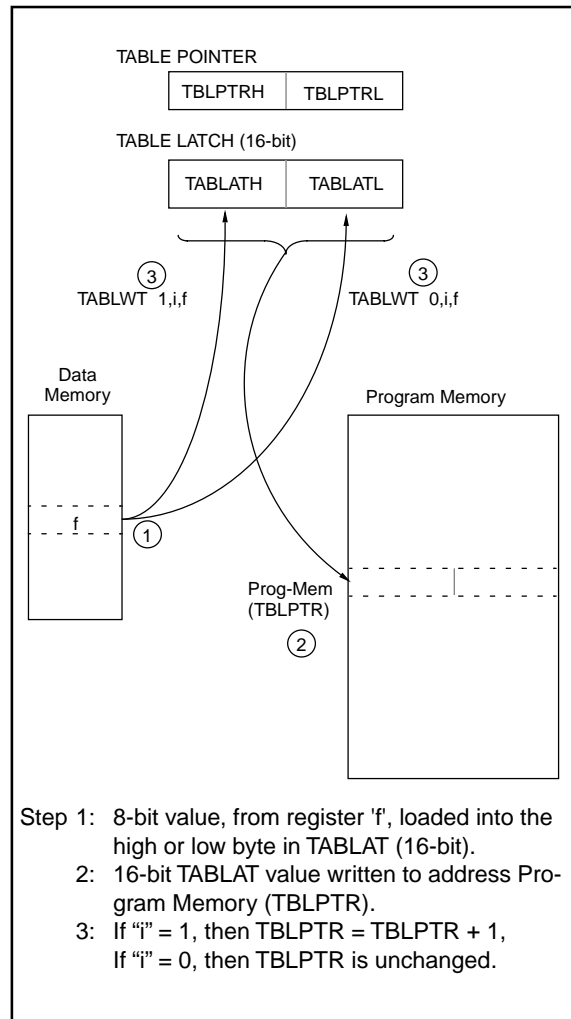 TABLE POINTER
TBLPTRH TBLPTRL
TABLE LATCH (16-bit)
TABLATH TABLATL
3 3
TABLWT 1,i,f TABLWT 0,i,f
Data
Memory
Program Memory
f
1
Prog-Mem
(TBLPTR)
2
Step 1: 8-bit value, from register 'f', loaded into the
high or low byte in TABLAT (16-bit).
2: 16-bit TABLAT value written to address Pro-
gram Memory (TBLPTR).
3: If “i” = 1, then TBLPTR = TBLPTR + 1,
If “i” = 0, then TBLPTR is unchanged.